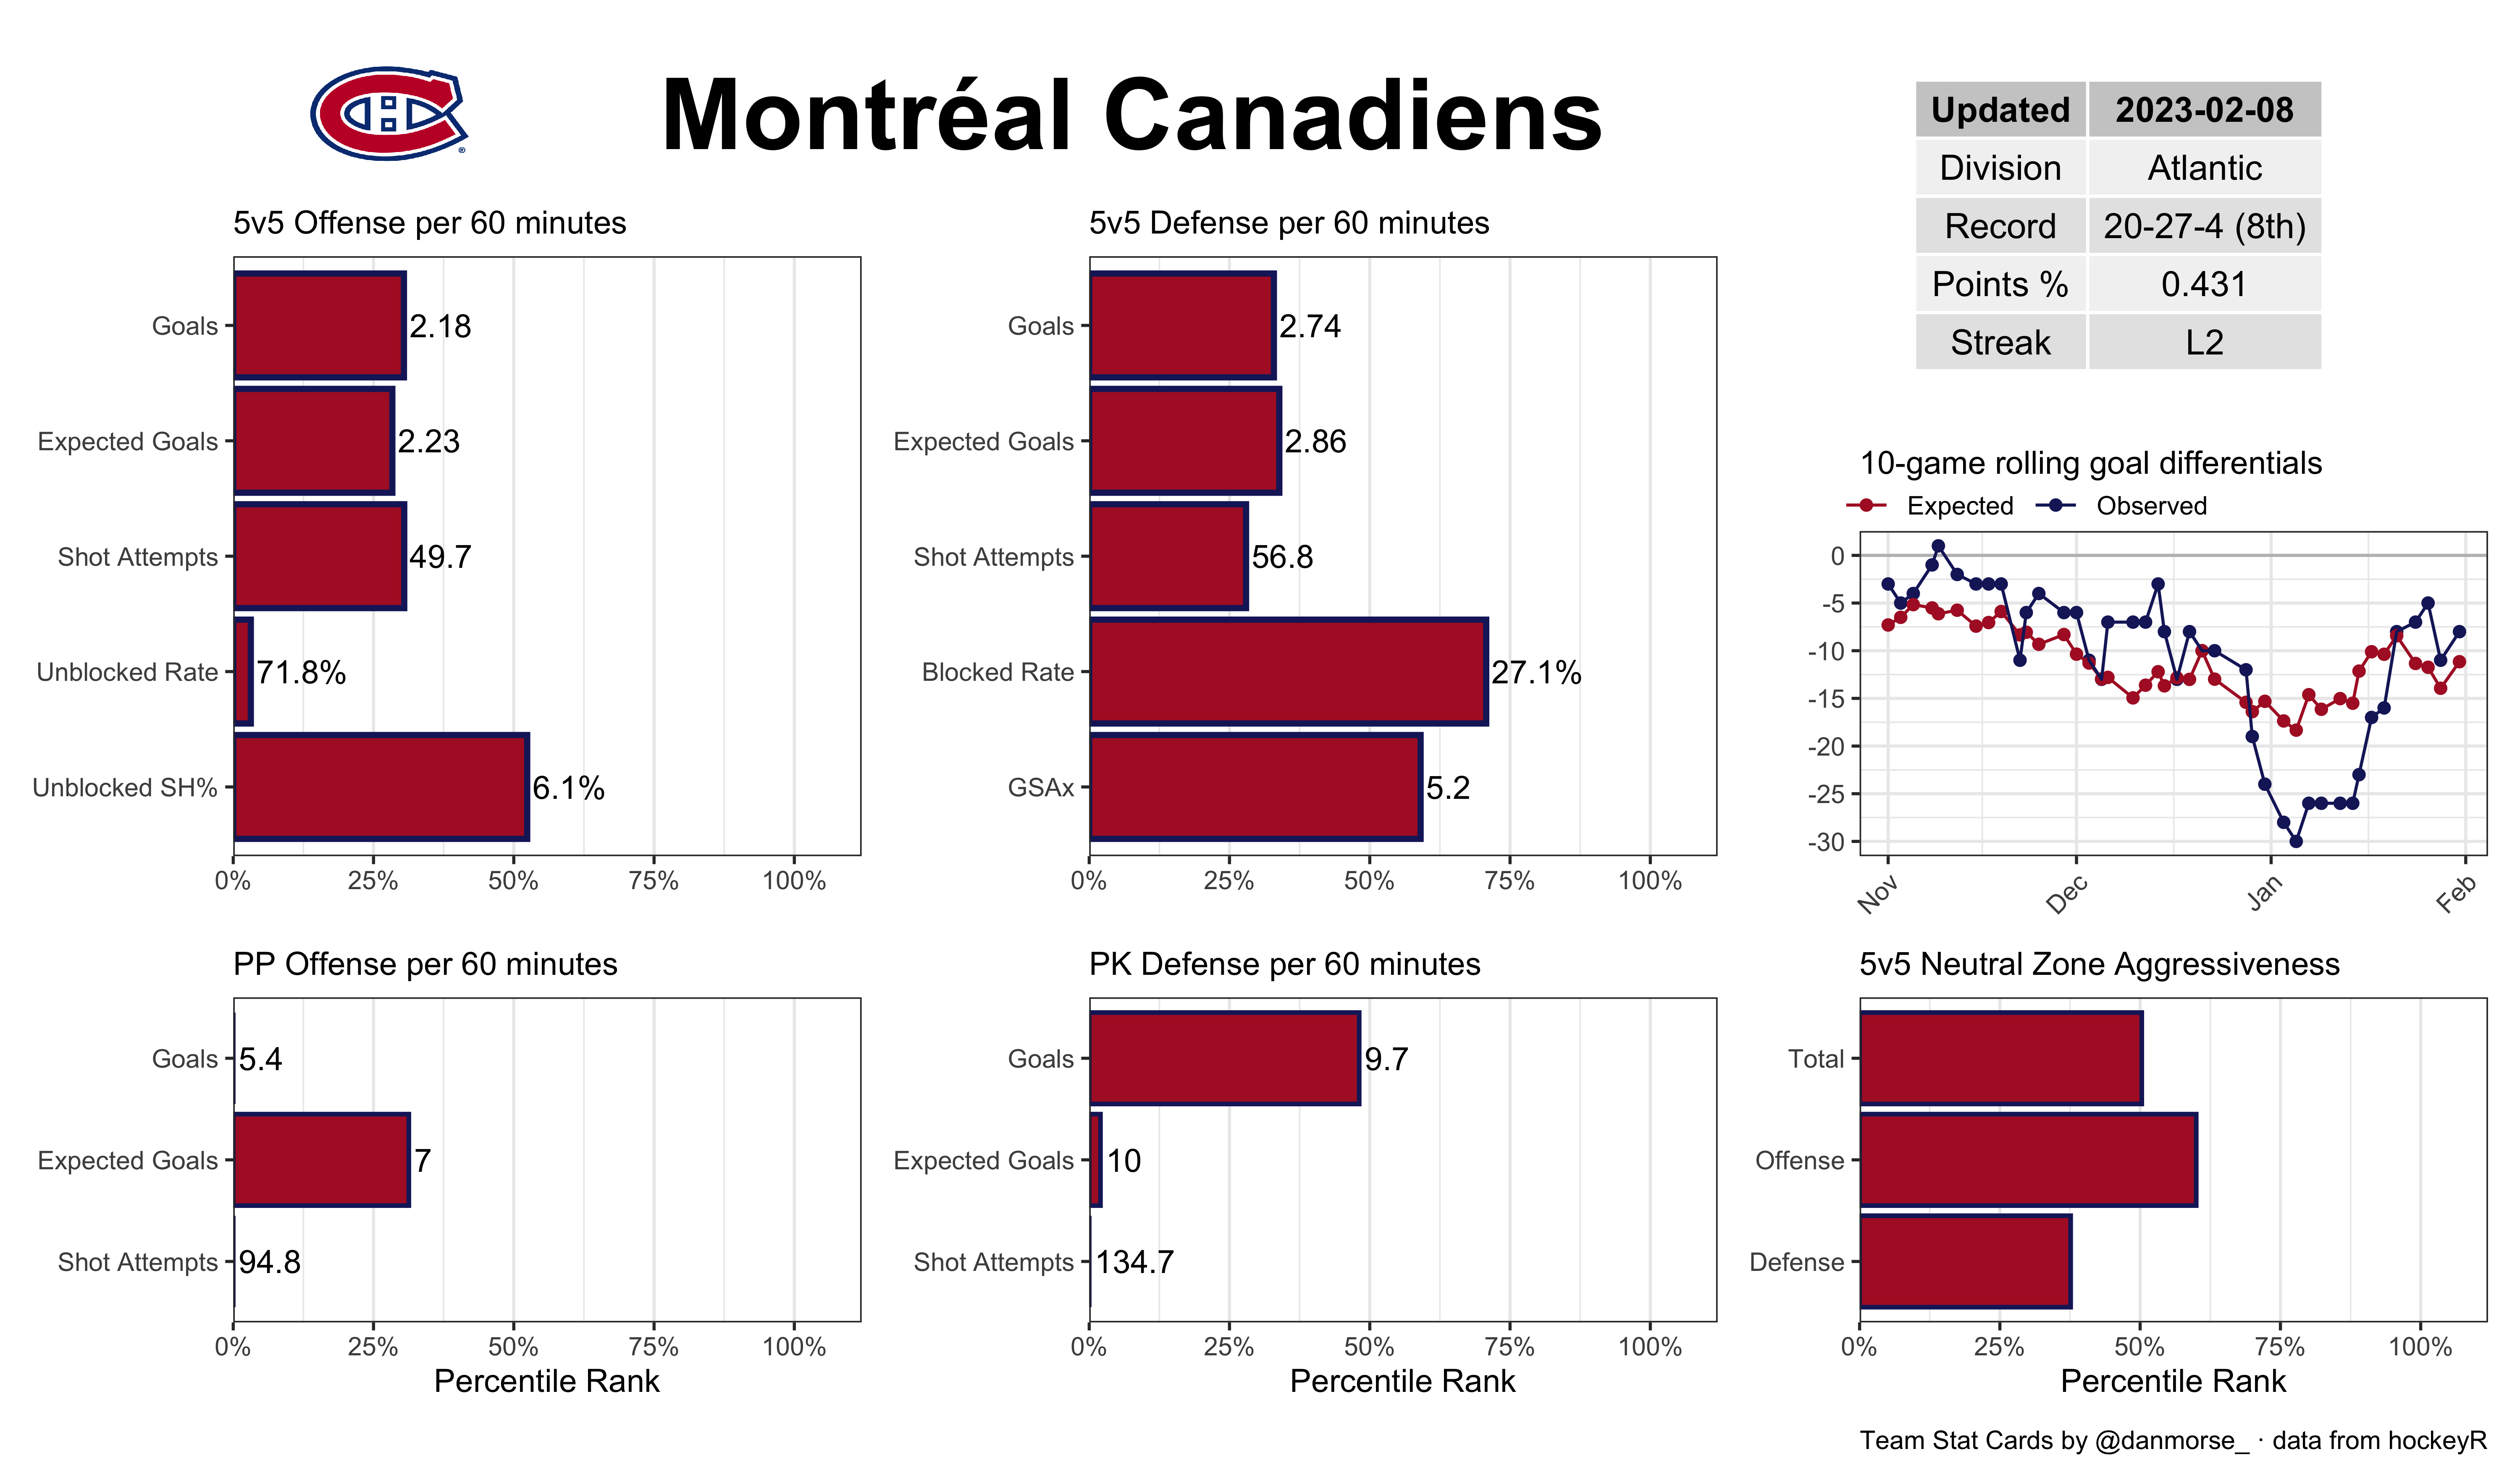 Montréal Canadiens
Updated 2023-02-08
Division Atlantic
Record 20-27-4 (8th)
Points % 0.431
Streak L2
5v5 Offense per 60 minutes
Goals 2.18
Expected Goals 2.23
Shot Attempts 49.7
Unblocked Rate 71.8%
Unblocked SH% 6.1%
0% 25% 50% 75% 100%
5v5 Defense per 60 minutes
Goals 2.74
Expected Goals 2.86
Shot Attempts 56.8
Blocked Rate 27.1%
GSAx 5.2
0% 25% 50% 75% 100%
10-game rolling goal differentials
Expected Observed
0
-5
-10
-15
-20
-25
-30
Nov Dec Jan Feb
PP Offense per 60 minutes
Goals 5.4
Expected Goals 7
Shot Attempts 94.8
0% 25% 50% 75% 100%
Percentile Rank
PK Defense per 60 minutes
Goals 9.7
Expected Goals 10
Shot Attempts 134.7
0% 25% 50% 75% 100%
Percentile Rank
5v5 Neutral Zone Aggressiveness
Total
Offense
Defense
0% 25% 50% 75% 100%
Percentile Rank
Team Stat Cards by @danmorse_ · data from hockeyR